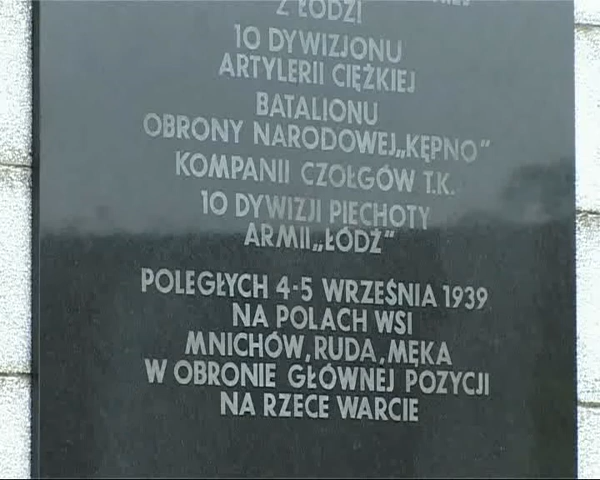 Z ŁODZI
10 DYWIZJONU
ARTYLERII CIĘŻKIEJ
BATALIONU
OBRONY NARODOWEJ„KĘPNO”
KOMPANII CZOŁGÓW T.K.
10 DYWIZJI PIECHOTY
ARMII„ŁÓDŹ”
POLEGŁYCH 4-5 WRZEŚNIA 1939
NA POLACH WSI
MNICHÓW, RUDA, MĘKA
W OBRONIE GŁÓWNEJ POZYCJI
NA RZECE WARCIE